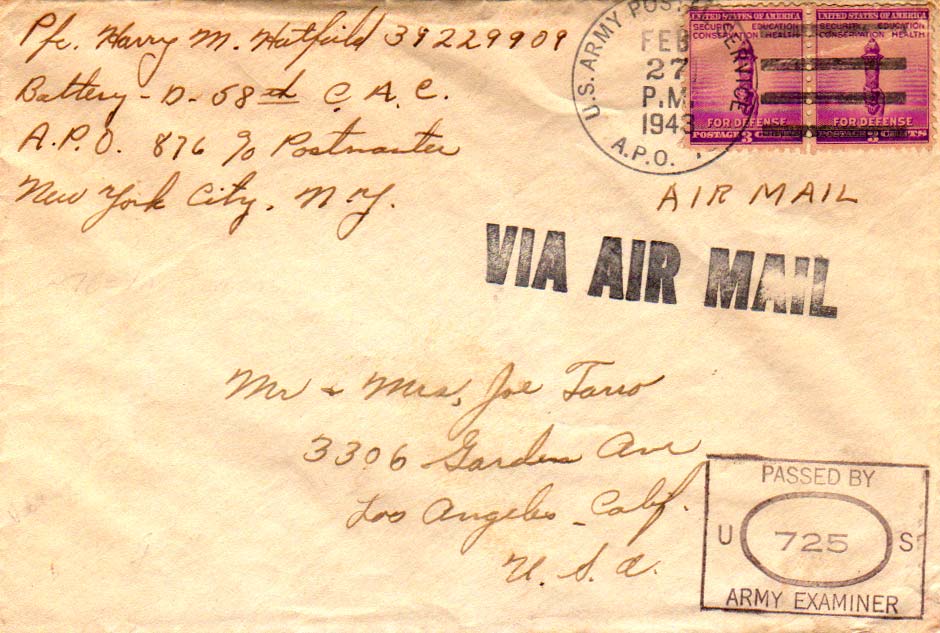 Pfc. Harry M. Hatfield 39229909
Battery - D - 58th C. A. C.
A.P.O. 876 c/o Postmaster
New York City. N.Y.
U.S. ARMY POSTAL SERVICE
FEB
27
P.M.
1943
A.P.O.
UNITED STATES OF AMERICA
SECURITY EDUCATION
CONSERVATION HEALTH
FOR DEFENSE
POSTAGE 3 CENTS
UNITED STATES OF AMERICA
SECURITY EDUCATION
CONSERVATION HEALTH
FOR DEFENSE
POSTAGE 3 CENTS
AIR MAIL
VIA AIR MAIL
Mr & Mrs. Joe Tarro
3306 Garden Ave
Los Angeles - Calif.
U. S. A.
PASSED BY
U 725 S
ARMY EXAMINER